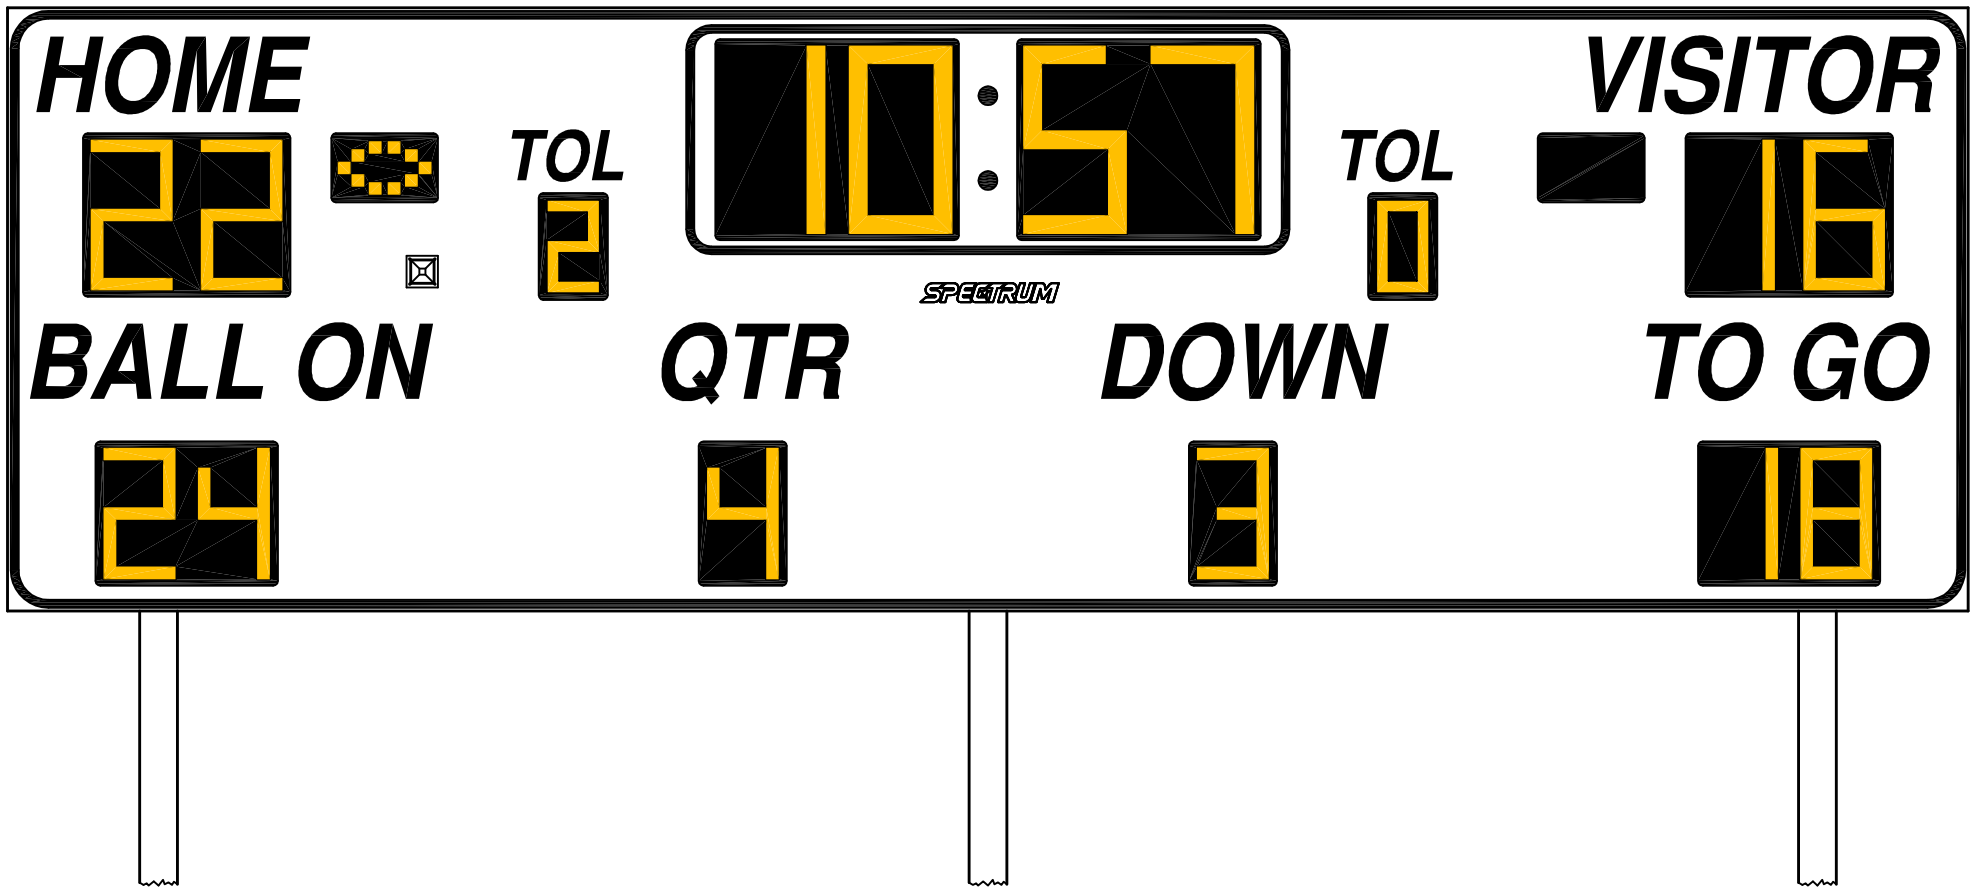 HOME 10:57 VISITOR
22 TOL TOL 16
2 0
SPECTRUM
BALL ON QTR DOWN TO GO
24 4 3 18